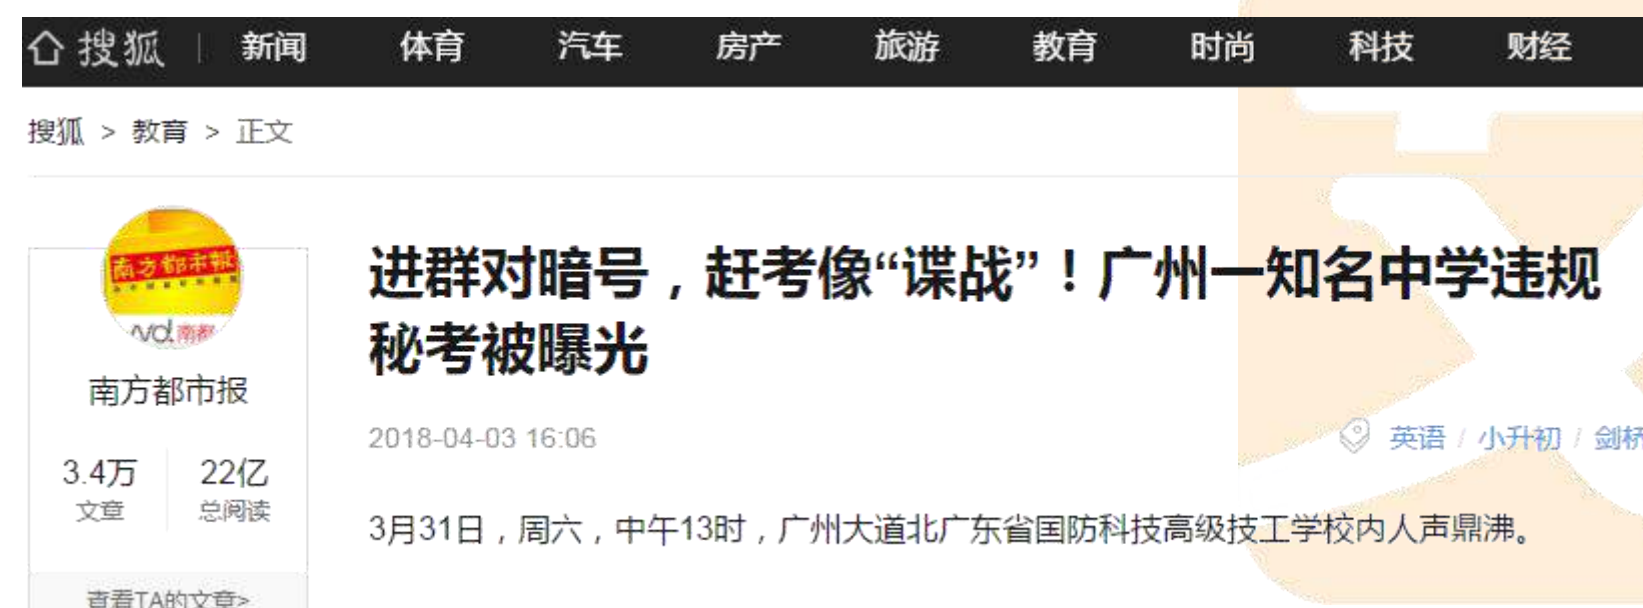 搜狐 新闻 体育 汽车 房产 旅游 教育 时尚 科技 财经
搜狐 > 教育 > 正文
南方都市报
南都
南方都市报
3.4万 22亿
文章 总阅读
查看TA的文章>
进群对暗号，赶考像“谍战”！广州一知名中学违规
秘考被曝光
2018-04-03 16:06
英语 / 小升初 / 剑桥
3月31日，周六，中午13时，广州大道北广东省国防科技高级技工学校内人声鼎沸。